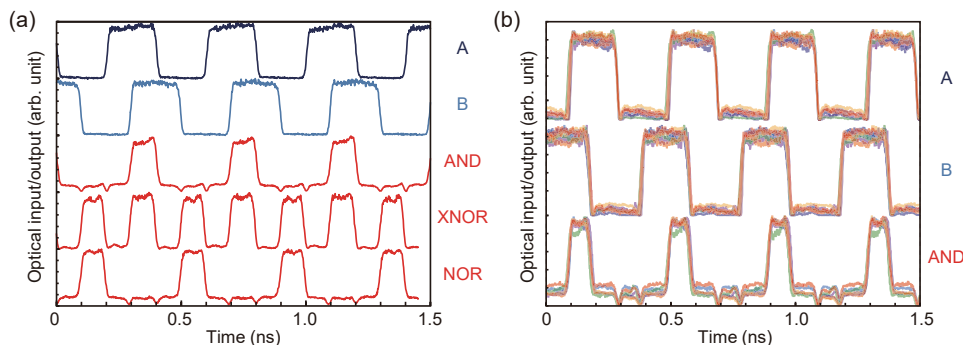 (a)
Optical input/output (arb. unit)
A
B
AND
XNOR
NOR
0
0.5
1.0
1.5
Time (ns)
(b)
Optical input/output (arb. unit)
A
B
AND
0
0.5
1.0
1.5
Time (ns)